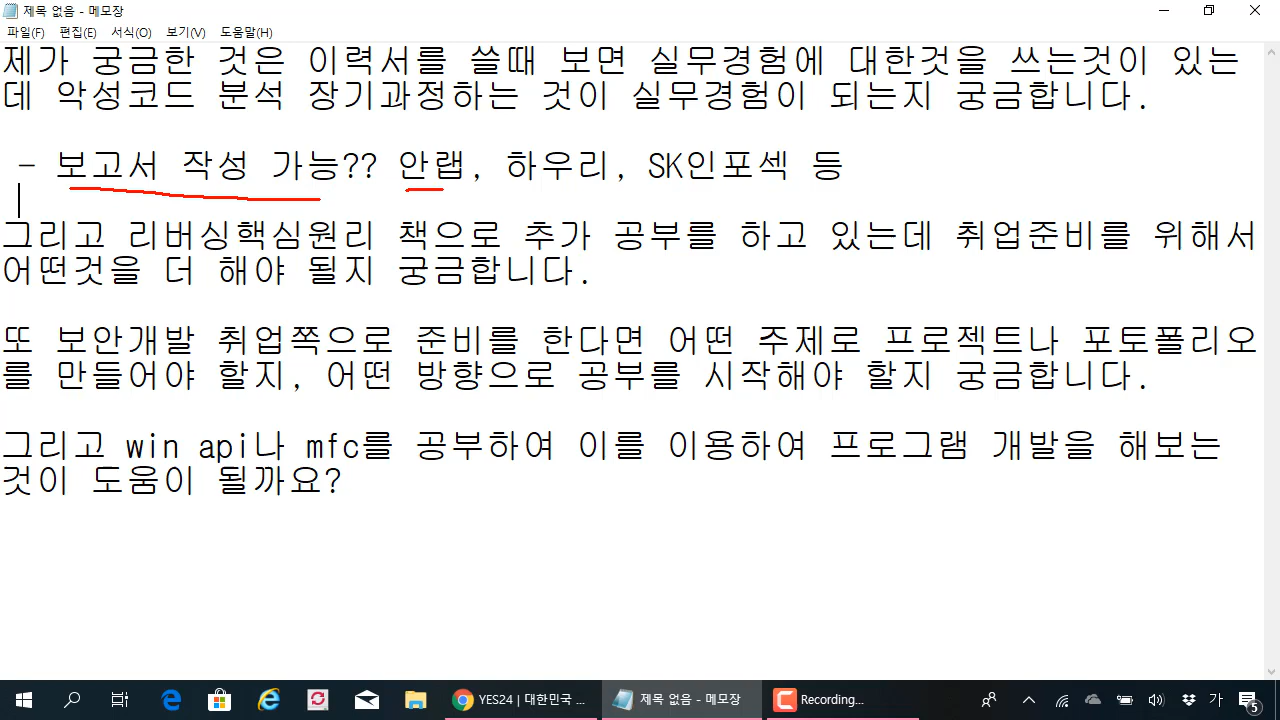 제목 없음 - 메모장
파일(F) 편집(E) 서식(O) 보기(V) 도움말(H)
제가 궁금한 것은 이력서를 쓸때 보면 실무경험에 대한것을 쓰는것이 있는
데 악성코드 분석 장기과정하는 것이 실무경험이 되는지 궁금합니다.
- 보고서 작성 가능?? 안랩, 하우리, SK인포섹 등
그리고 리버싱핵심원리 책으로 추가 공부를 하고 있는데 취업준비를 위해서
어떤것을 더 해야 될지 궁금합니다.
또 보안개발 취업쪽으로 준비를 한다면 어떤 주제로 프로젝트나 포토폴리오
를 만들어야 할지, 어떤 방향으로 공부를 시작해야 할지 궁금합니다.
그리고 win api나 mfc를 공부하여 이를 이용하여 프로그램 개발을 해보는
것이 도움이 될까요?
YES24 | 대한민국 ... 제목 없음 - 메모장 Recording... 가 5